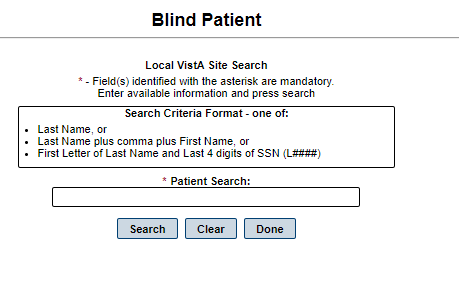 Blind Patient
Local VistA Site Search
* - Field(s) identified with the asterisk are mandatory.
Enter available information and press search
Search Criteria Format - one of:
• Last Name, or
• Last Name plus comma plus First Name, or
• First Letter of Last Name and Last 4 digits of SSN (L####)
* Patient Search:
Search Clear Done